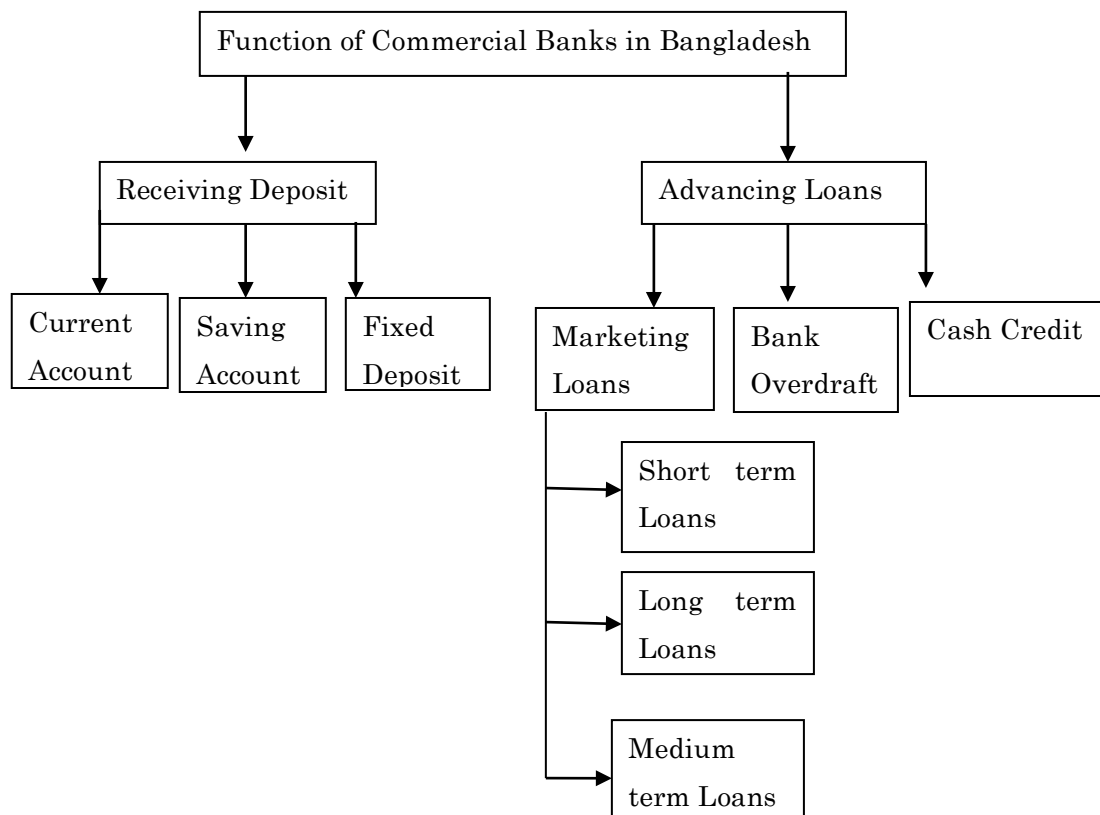 Function of Commercial Banks in Bangladesh
Receiving Deposit
Advancing Loans
Current
Account
Saving
Account
Fixed
Deposit
Marketing
Loans
Bank
Overdraft
Cash Credit
Short term
Loans
Long term
Loans
Medium
term Loans